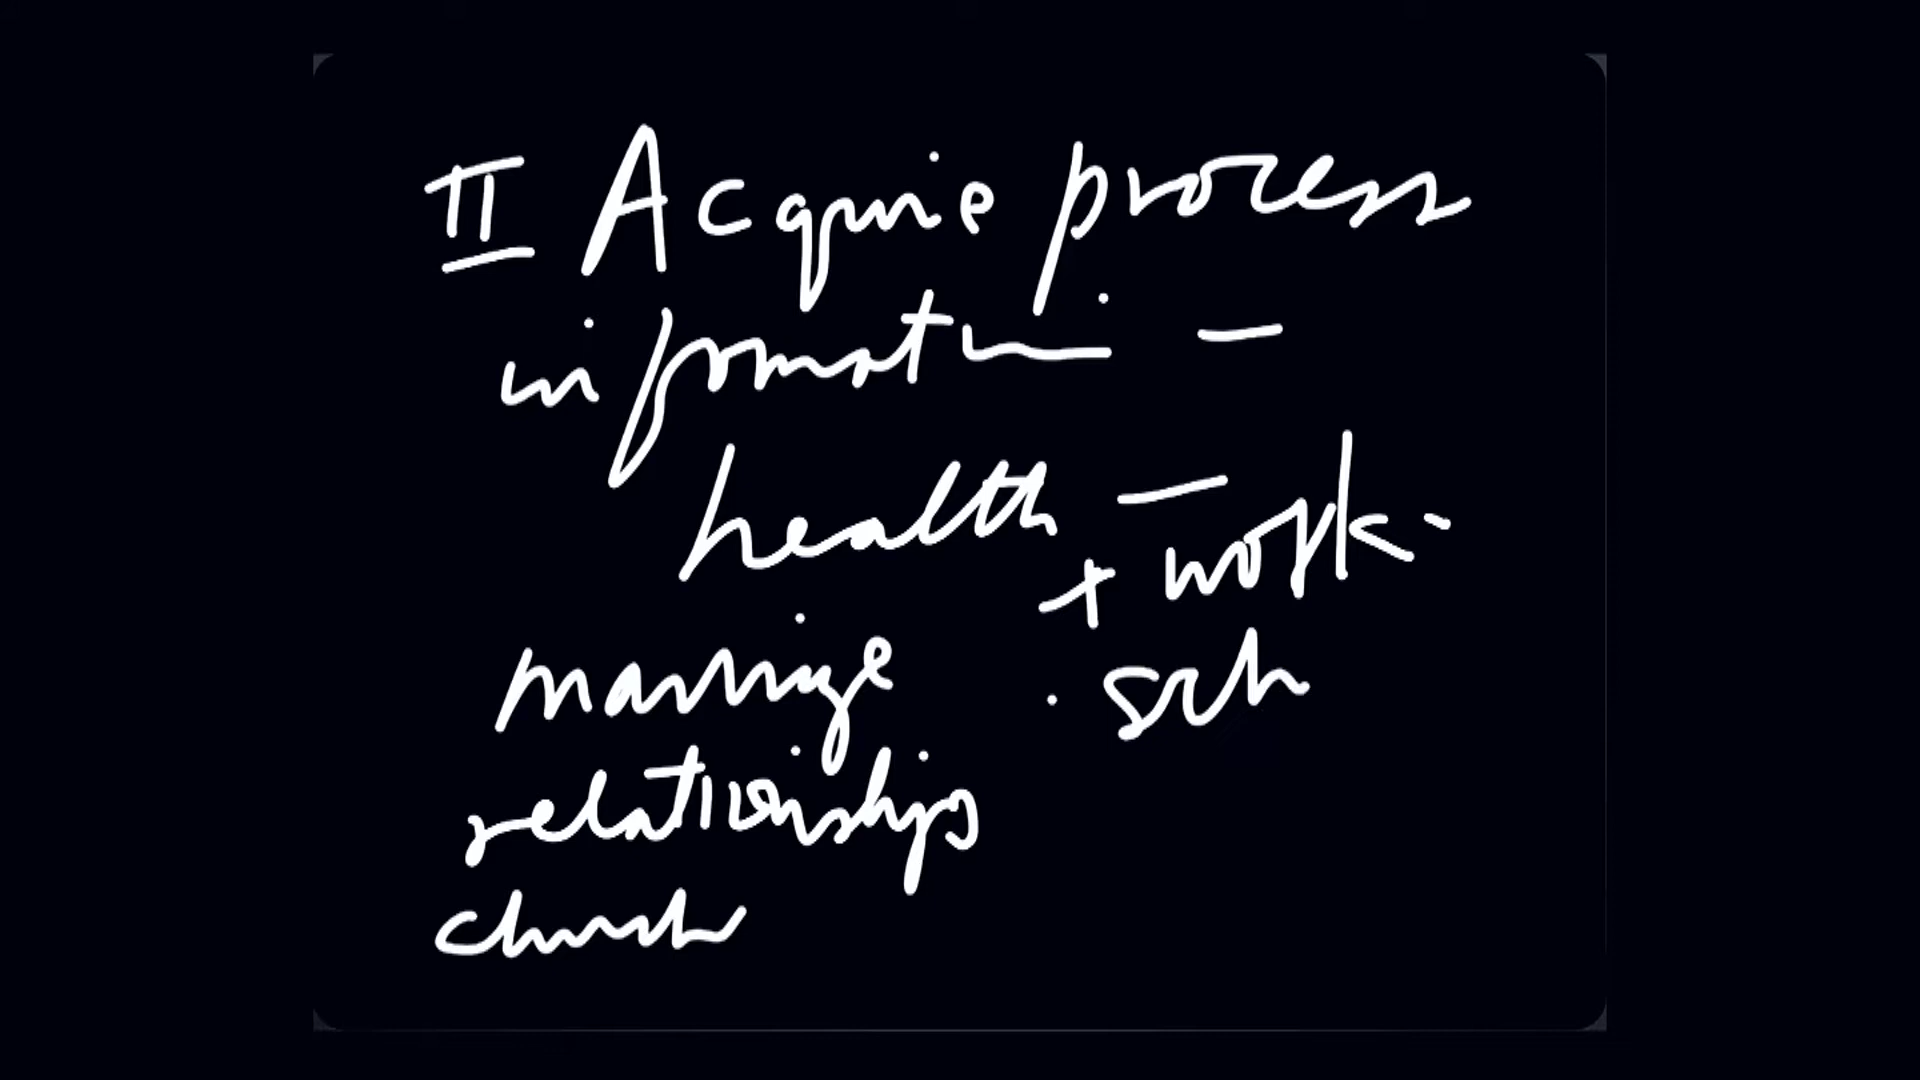 II Acquire process
information -
health -
+ work -
marriage
. sch
relationships
church